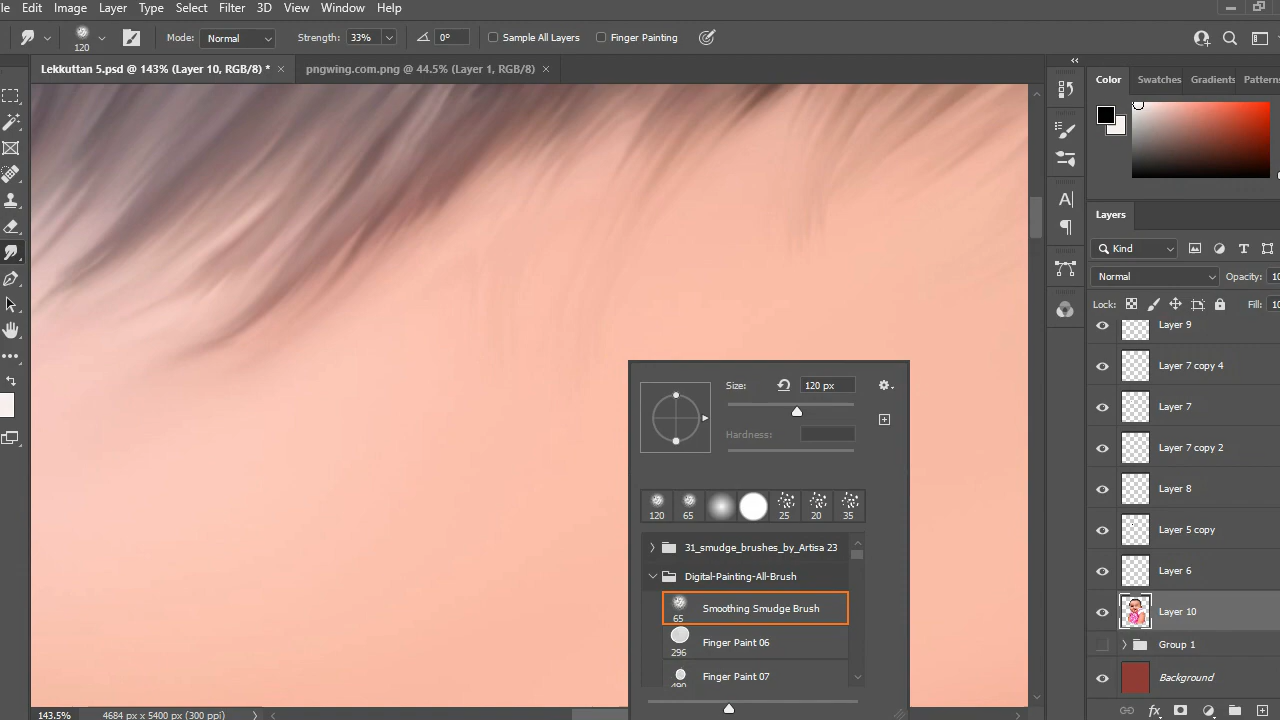 le Edit Image Layer Type Select Filter 3D View Window Help
120 Mode: Normal Strength: 33% 0° Sample All Layers Finger Painting
Lekkuttan 5.psd @ 143% (Layer 10, RGB/8) * × pngwing.com.png @ 44.5% (Layer 1, RGB/8) ×
Color Swatches Gradients Patterns
Layers
Kind
Normal Opacity: 10
Lock: Fill: 10
Layer 9
Layer 7 copy 4
Layer 7
Layer 7 copy 2
Layer 8
Layer 5 copy
Layer 6
Layer 10
Group 1
Background
Size: 120 px
Hardness:
120 65 25 20 35
31_smudge_brushes_by_Artisa 23
Digital-Painting-All-Brush
Smoothing Smudge Brush
65
Finger Paint 06
296
Finger Paint 07
490
143.5% 4684 px x 5400 px (300 ppi)